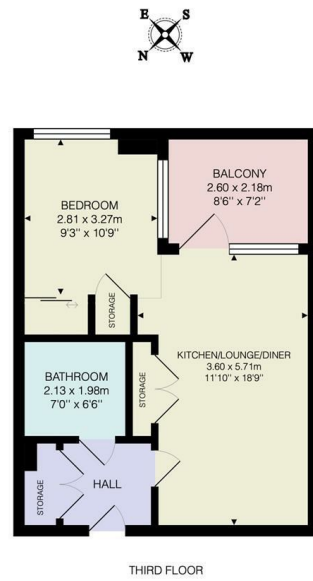 E S
N W
BALCONY
2.60 x 2.18m
8'6" x 7'2"
BEDROOM
2.81 x 3.27m
9'3" x 10'9"
STORAGE
KITCHEN/LOUNGE/DINER
3.60 x 5.71m
11'10" x 18'9"
BATHROOM
2.13 x 1.98m
7'0" x 6'6"
STORAGE
HALL
STORAGE
THIRD FLOOR